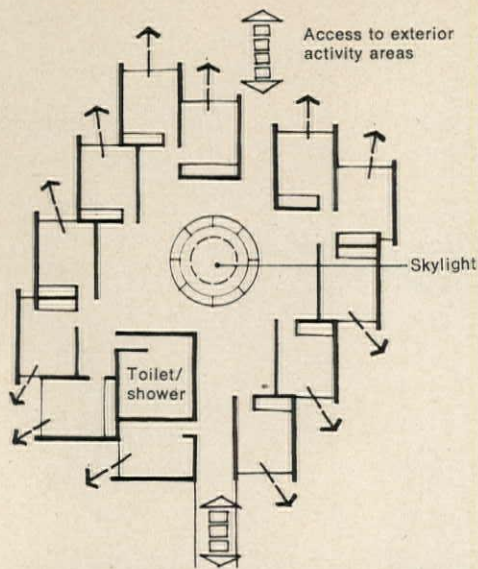 Access to exterior
activity areas
Skylight
Toilet/
shower